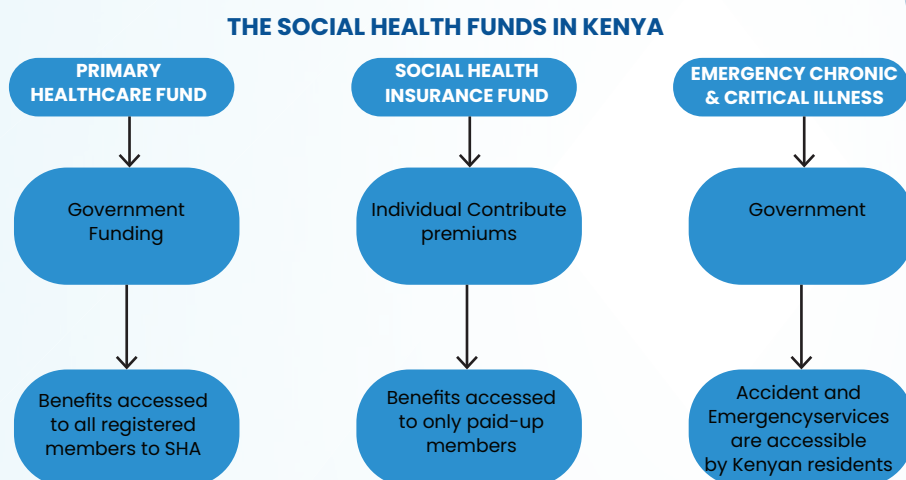 THE SOCIAL HEALTH FUNDS IN KENYA
PRIMARY
HEALTHCARE FUND
Government
Funding
Benefits accessed
to all registered
members to SHA
SOCIAL HEALTH
INSURANCE FUND
Individual Contribute
premiums
Benefits accessed
to only paid-up
members
EMERGENCY CHRONIC
& CRITICAL ILLNESS
Government
Accident and
Emergencyservices
are accessible
by Kenyan residents